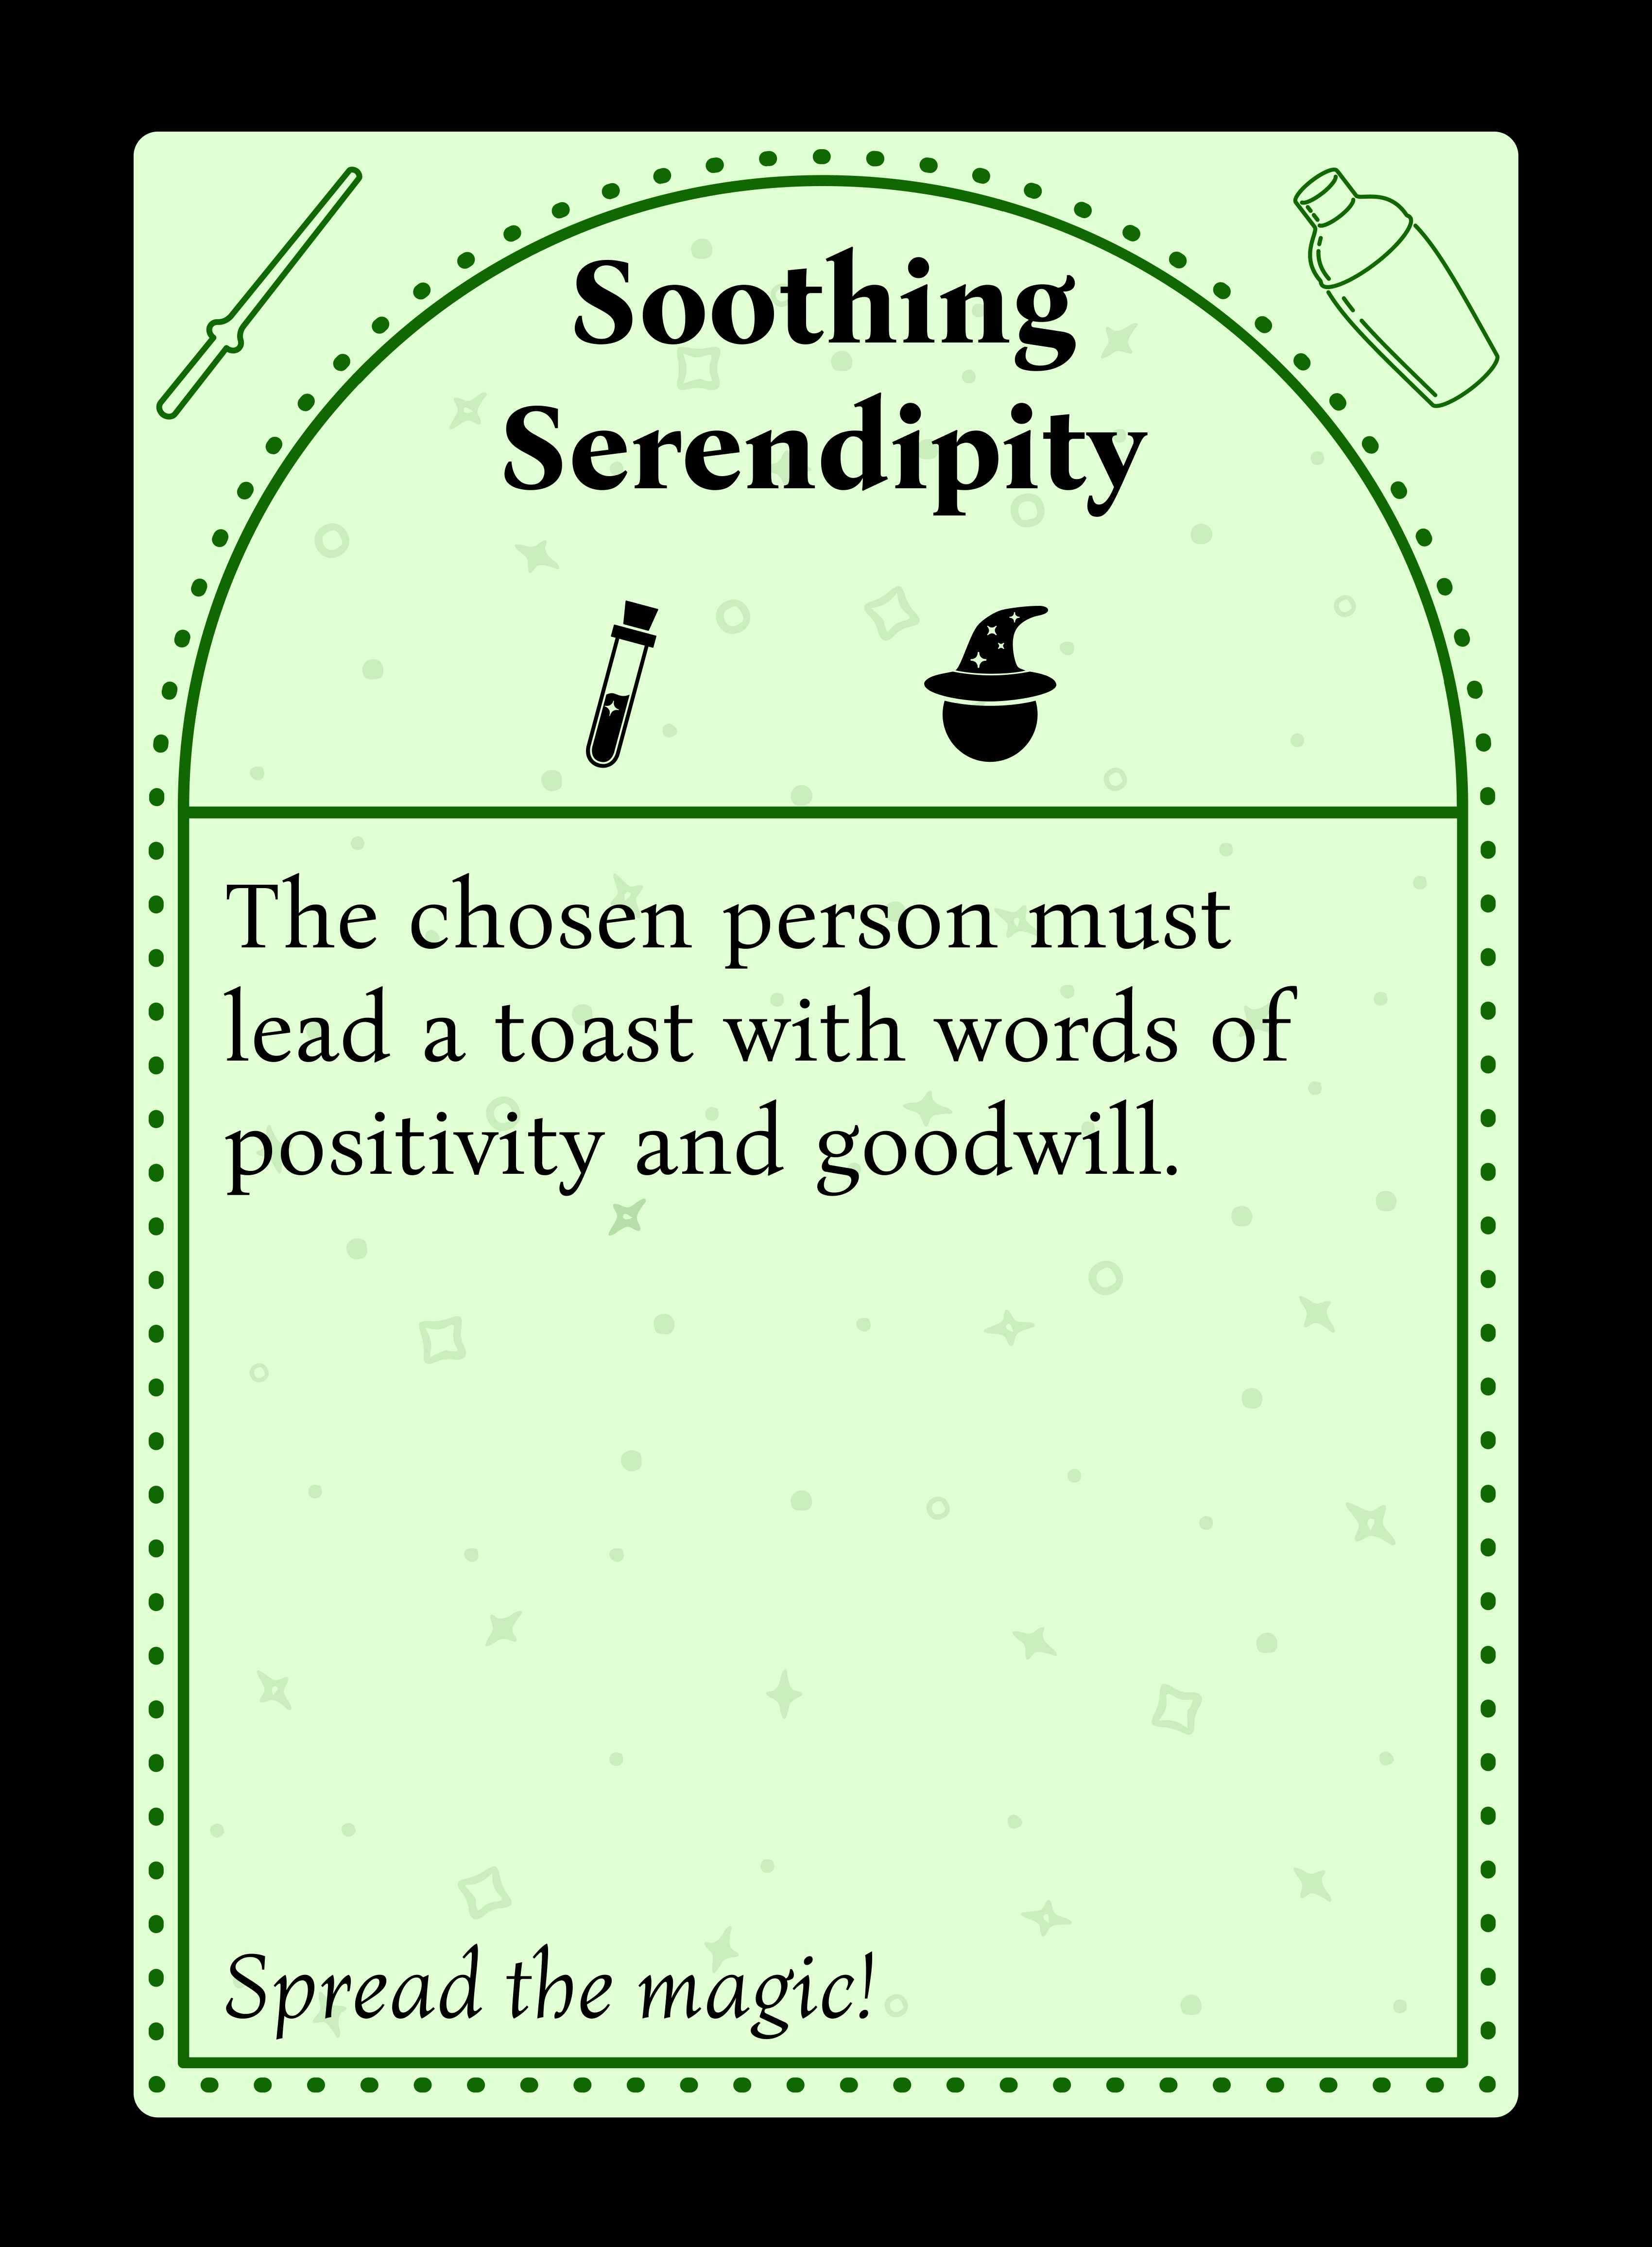 Soothing
Serendipity
The chosen person must
lead a toast with words of
positivity and goodwill.
Spread the magic!